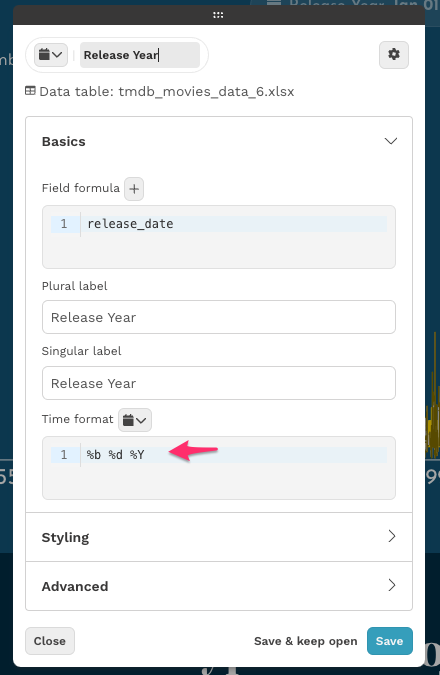 Release Year Jan 01
Release Year
Data table: tmdb_movies_data_6.xlsx
Basics
Field formula +
1 release_date
Plural label
Release Year
Singular label
Release Year
Time format
1 %b %d %Y
Styling
Advanced
Close Save & keep open Save